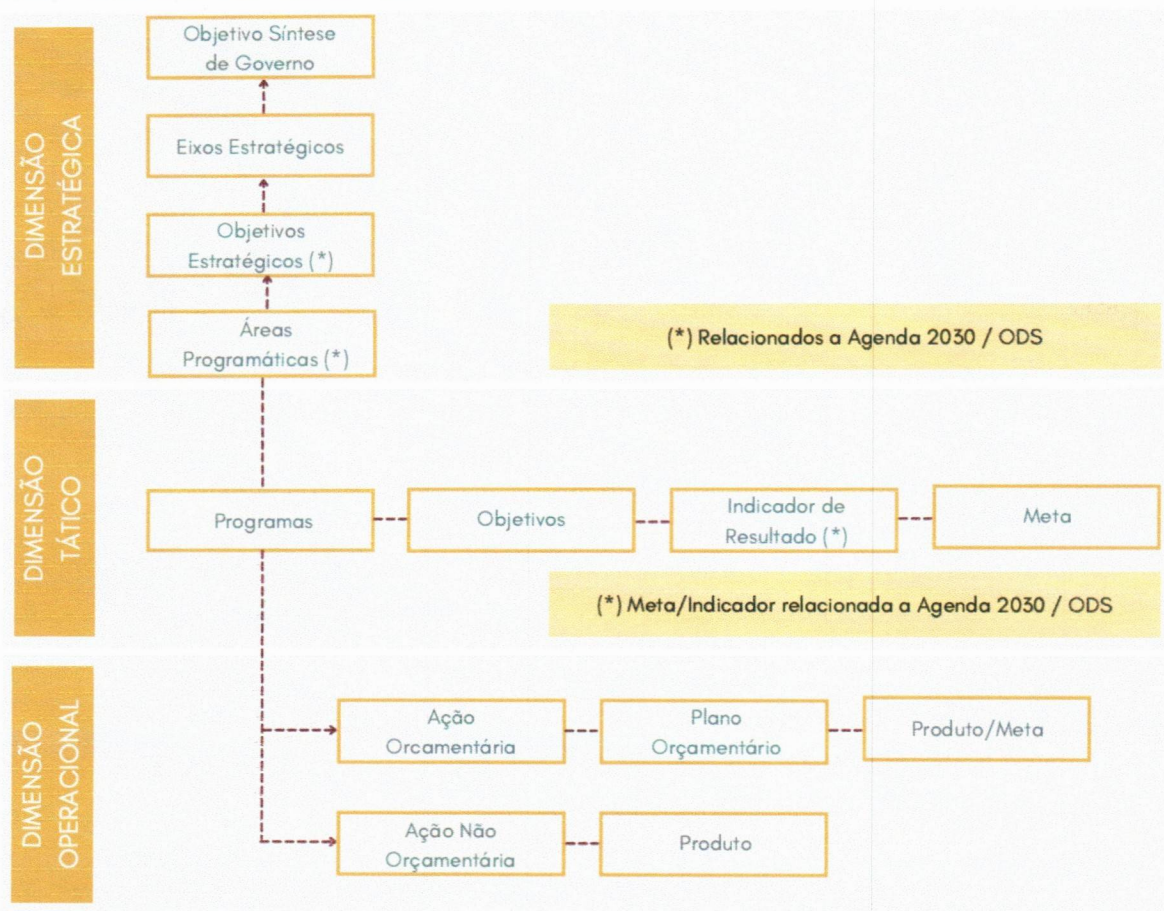 DIMENSÃO
ESTRATÉGICA
Objetivo Síntese
de Governo
Eixos Estratégicos
Objetivos
Estratégicos (*)
Áreas
Programáticas (*)
(*) Relacionados a Agenda 2030 / ODS
DIMENSÃO
TÁTICO
Programas
Objetivos
Indicador de
Resultado (*)
Meta
(*) Meta/Indicador relacionada a Agenda 2030 / ODS
DIMENSÃO
OPERACIONAL
Ação
Orcamentária
Plano
Orçamentário
Produto/Meta
Ação Não
Orçamentária
Produto